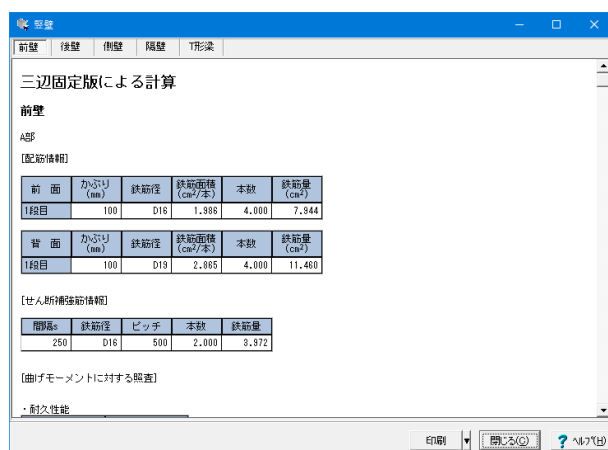 竪壁
前壁 後壁 側壁 隔壁 T形梁
三辺固定版による計算
前壁
A部
[配筋情報]
前 面 かぶり(mm) 鉄筋径 鉄筋面積(cm²/本) 本数 鉄筋量(cm²)
1段目 100 D16 1.986 4.000 7.944
背 面 かぶり(mm) 鉄筋径 鉄筋面積(cm²/本) 本数 鉄筋量(cm²)
1段目 100 D19 2.865 4.000 11.460
[せん断補強筋情報]
間隔s 鉄筋径 ピッチ 本数 鉄筋量
250 D16 500 2.000 3.972
[曲げモーメントに対する照査]
・耐久性能
印刷 閉じる(C) ? ヘルプ(H)